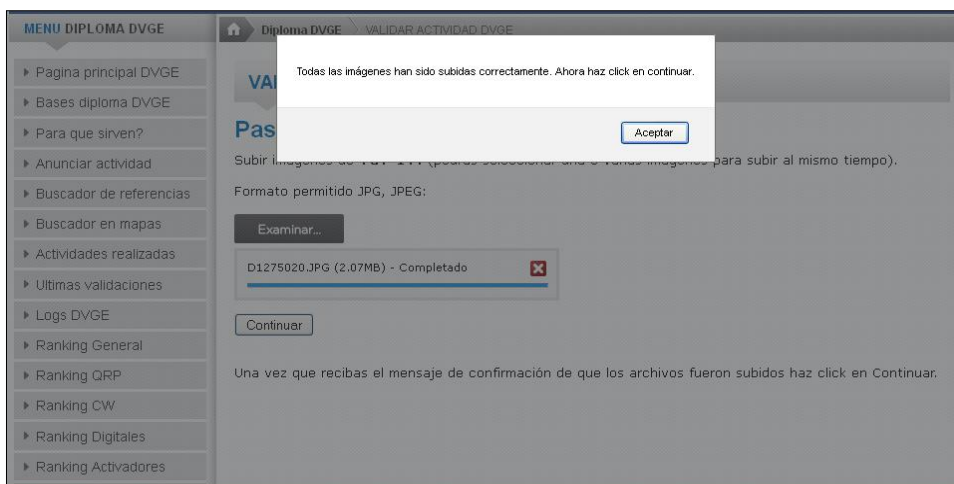 MENU DIPLOMA DVGE
Diploma DVGE
VALIDAR ACTIVIDAD DVGE
Pagina principal DVGE
Bases diploma DVGE
Para que sirven?
Anunciar actividad
Buscador de referencias
Buscador en mapas
Actividades realizadas
Ultimas validaciones
Logs DVGE
Ranking General
Ranking QRP
Ranking CW
Ranking Digitales
Ranking Activadores
Todas las imágenes han sido subidas correctamente. Ahora haz click en continuar.
Aceptar
VAL
Pas
Subir imágenes de
para subir al mismo tiempo).
Formato permitido JPG, JPEG:
Examinar...
D1275020.JPG (2.07MB) - Completado
Continuar
Una vez que recibas el mensaje de confirmación de que los archivos fueron subidos haz click en Continuar.